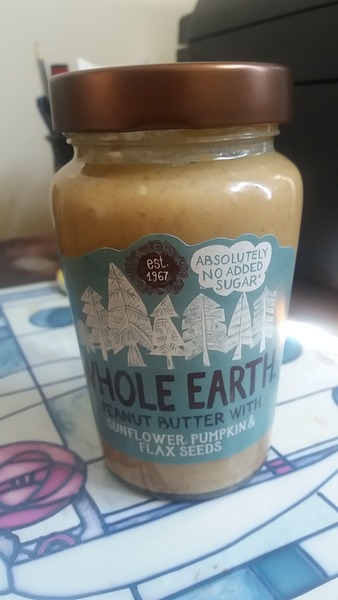 est.
1967
ABSOLUTELY
NO ADDED
SUGAR*
WHOLE EARTH
PEANUT BUTTER WITH
SUNFLOWER, PUMPKIN &
FLAX SEEDS